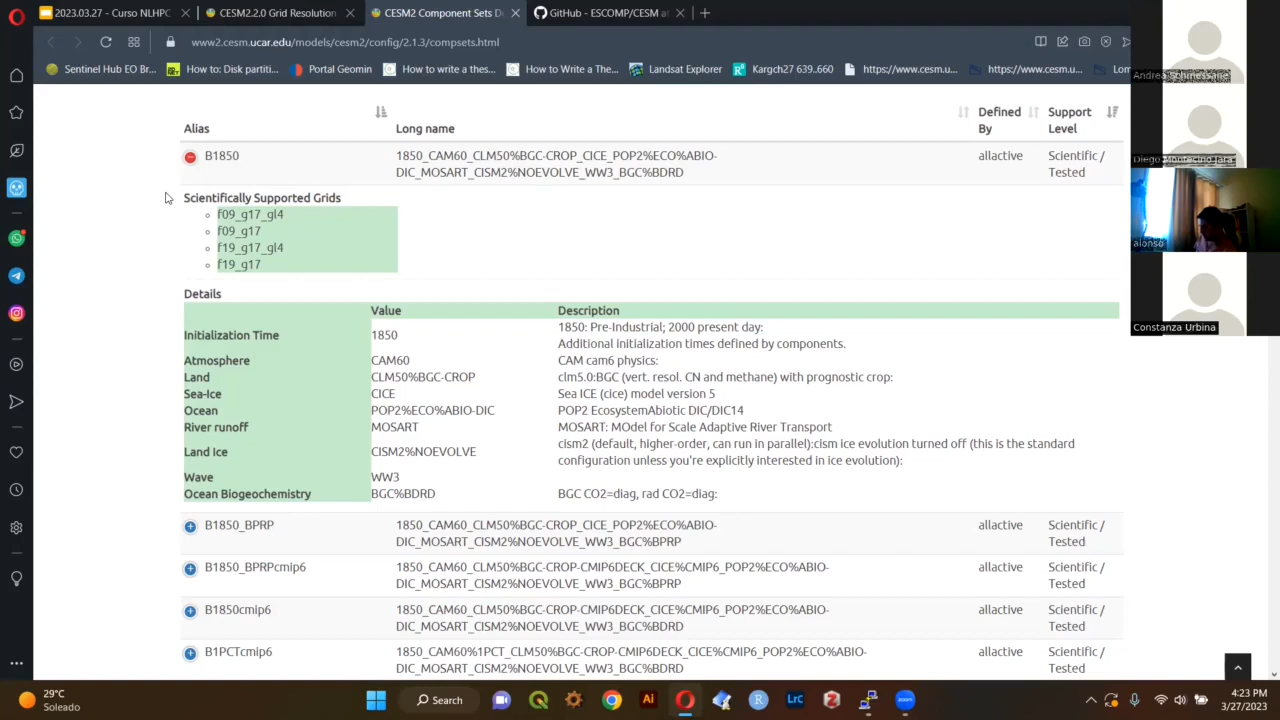 2023.03.27 - Curso NLHPC
CESM2.2.0 Grid Resolution
CESM2 Component Sets D
GitHub - ESCOMP/CESM at
www2.cesm.ucar.edu/models/cesm2/config/2.1.3/compsets.html
Sentinel Hub EO Br...
How to: Disk partiti...
Portal Geomin
How to write a thes...
How to Write a The...
Landsat Explorer
Kargch27 639..660
https://www.cesm.u...
https://www.cesm.u...
Lom
Alias
Long name
Defined By
Support Level
B1850
1850_CAM60_CLM50%BGC-CROP_CICE_POP2%ECO%ABIO-
DIC_MOSART_CISM2%NOEVOLVE_WW3_BGC%BDRD
allactive
Scientific /
Tested
Scientifically Supported Grids
f09_g17_gl4
f09_g17
f19_g17_gl4
f19_g17
Details
Value Description
Initialization Time 1850 1850: Pre-Industrial; 2000 present day:
Additional initialization times defined by components.
Atmosphere CAM60 CAM cam6 physics:
Land CLM50%BGC-CROP clm5.0:BGC (vert. resol. CN and methane) with prognostic crop:
Sea-Ice CICE Sea ICE (cice) model version 5
Ocean POP2%ECO%ABIO-DIC POP2 EcosystemAbiotic DIC/DIC14
River runoff MOSART MOSART: MOdel for Scale Adaptive River Transport
Land Ice CISM2%NOEVOLVE cism2 (default, higher-order, can run in parallel):cism ice evolution turned off (this is the standard
configuration unless you're explicitly interested in ice evolution):
Wave WW3
Ocean Biogeochemistry BGC%BDRD BGC CO2=diag, rad CO2=diag:
B1850_BPRP
1850_CAM60_CLM50%BGC-CROP_CICE_POP2%ECO%ABIO-
DIC_MOSART_CISM2%NOEVOLVE_WW3_BGC%BPRP
allactive
Scientific /
Tested
B1850_BPRPcmip6
1850_CAM60_CLM50%BGC-CROP-CMIP6DECK_CICE%CMIP6_POP2%ECO%ABIO-
DIC_MOSART_CISM2%NOEVOLVE_WW3_BGC%BPRP
allactive
Scientific /
Tested
B1850cmip6
1850_CAM60_CLM50%BGC-CROP-CMIP6DECK_CICE%CMIP6_POP2%ECO%ABIO-
DIC_MOSART_CISM2%NOEVOLVE_WW3_BGC%BDRD
allactive
Scientific /
Tested
B1PCTcmip6
1850_CAM60%1PCT_CLM50%BGC-CROP-CMIP6DECK_CICE%CMIP6_POP2%ECO%ABIO-
DIC_MOSART_CISM2%NOEVOLVE_WW3_BGC%BDRD
allactive
Scientific /
Tested
Andrea
Diego
alonso
Constanza Urbina
29°C
Soleado
Search
Ai
R
LrC
Z
zoom
4:23 PM
3/27/2023